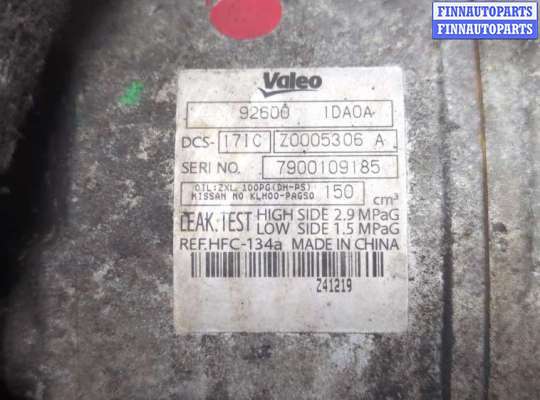 FINNAUTOPARTS
FINNAUTOPARTS
Valeo
92600 1DA0A
DCS- 171C Z0005306 A
SERI NO. 7900109185
OIL:ZXL 100PG(DH-PS)
NISSAN NO KLH00-PAGS0 150 cm³
LEAK.TEST HIGH SIDE 2.9 MPaG
LOW SIDE 1.5 MPaG
REF.HFC-134a MADE IN CHINA
Z41219